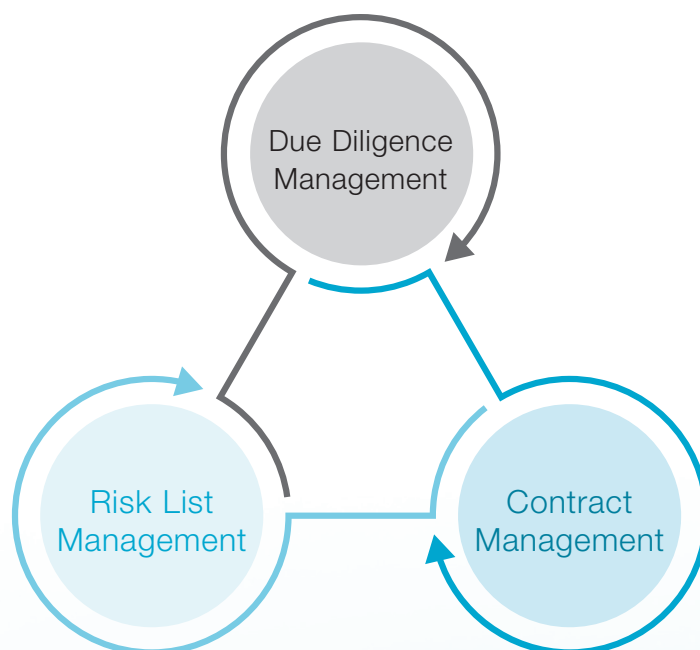 Due Diligence
Management
Risk List
Management
Contract
Management